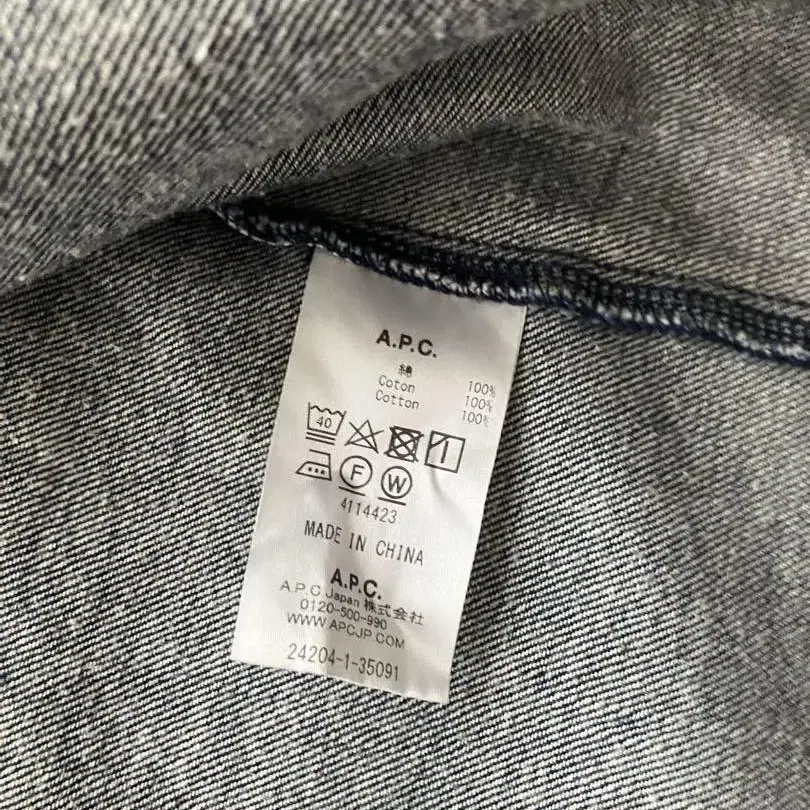 A.P.C.
綿 100%
Coton 100%
Cotton 100%
40
F W
4114423
MADE IN CHINA
A.P.C.
A.P.C.Japan 株式会社
0120-500-990
WWW.APCJP.COM
24204-1-35091